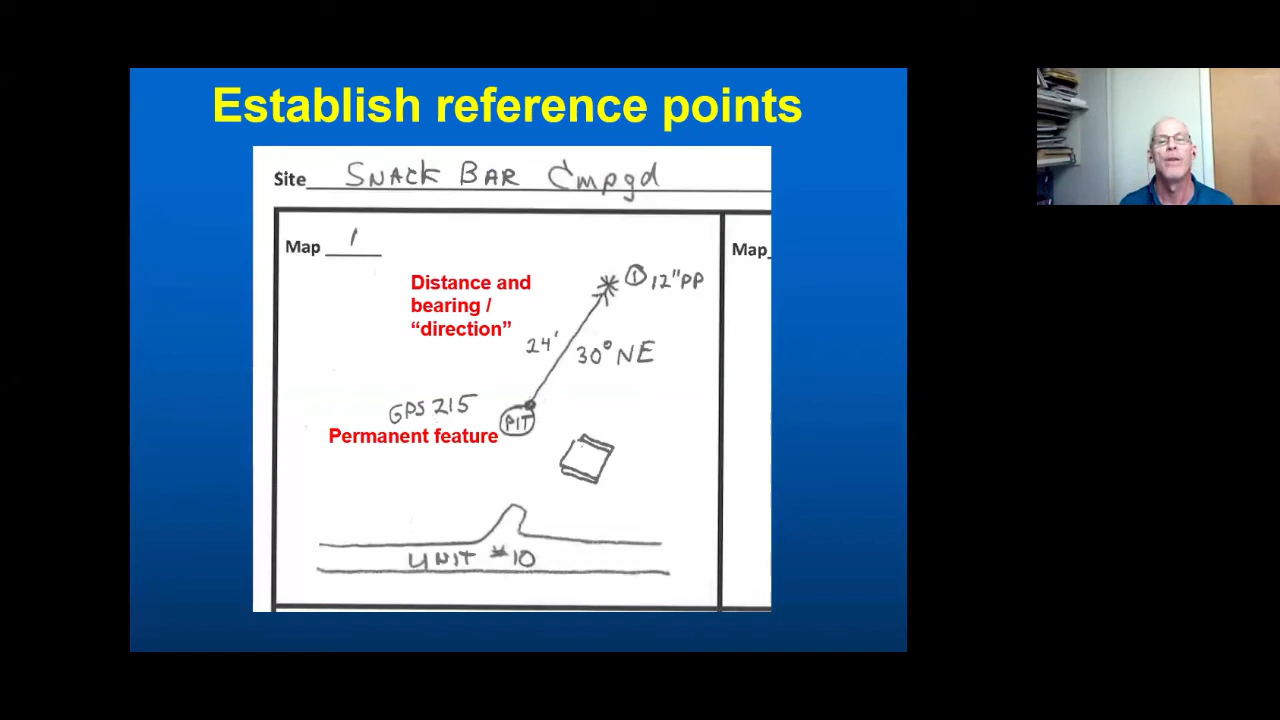 Establish reference points
Site SNACK BAR Cmpgd
Map 1
Map
Distance and
bearing /
“direction”
① 12"PP
24'
30° NE
GPS 215
PIT
Permanent feature
UNIT #10